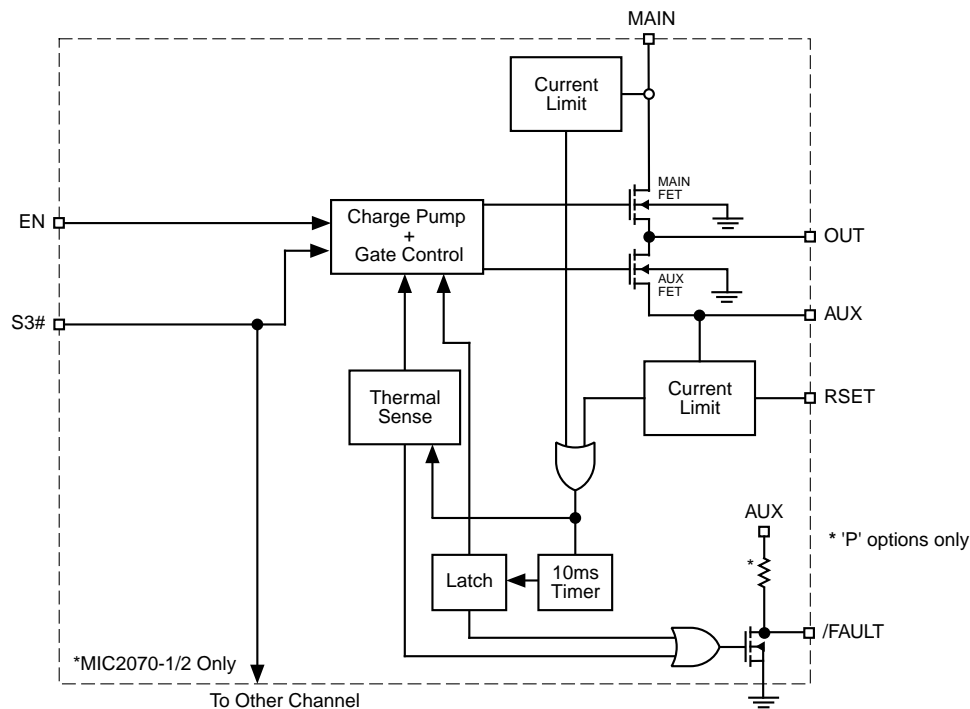 MAIN
Current
Limit
MAIN
FET
EN
Charge Pump
+
Gate Control
OUT
AUX
FET
S3#
AUX
Thermal
Sense
Current
Limit
RSET
AUX
* 'P' options only
*
Latch
10ms
Timer
/FAULT
*MIC2070-1/2 Only
To Other Channel